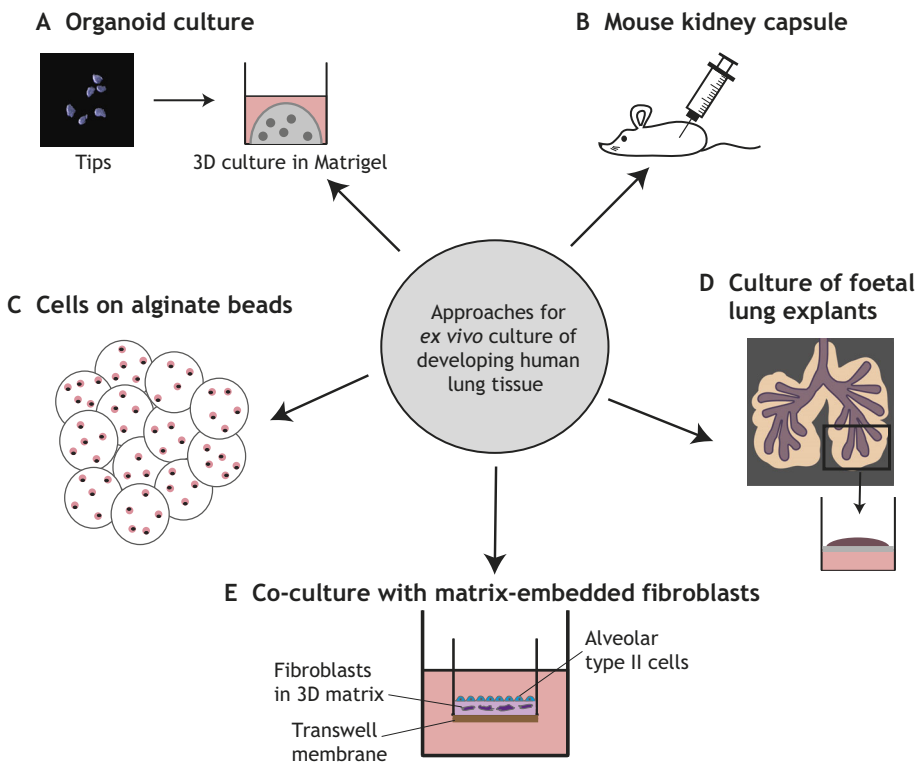 A Organoid culture
Tips
3D culture in Matrigel
B Mouse kidney capsule
C Cells on alginate beads
Approaches for
ex vivo culture of
developing human
lung tissue
D Culture of foetal
lung explants
E Co-culture with matrix-embedded fibroblasts
Fibroblasts
in 3D matrix
Transwell
membrane
Alveolar
type II cells